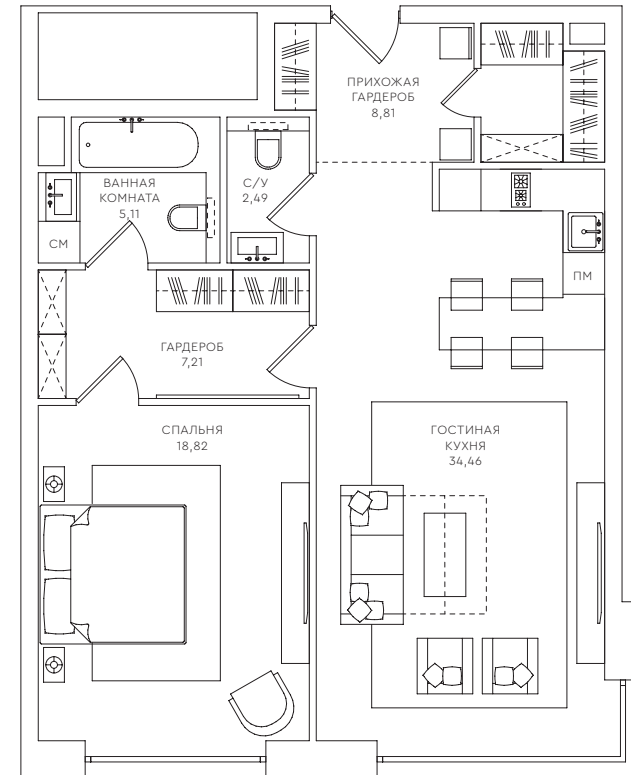 ПРИХОЖАЯ
ГАРДЕРОБ
8,81
ВАННАЯ
КОМНАТА
5,11
С/У
2,49
СМ
ПМ
ГАРДЕРОБ
7,21
СПАЛЬНЯ
18,82
ГОСТИНАЯ
КУХНЯ
34,46